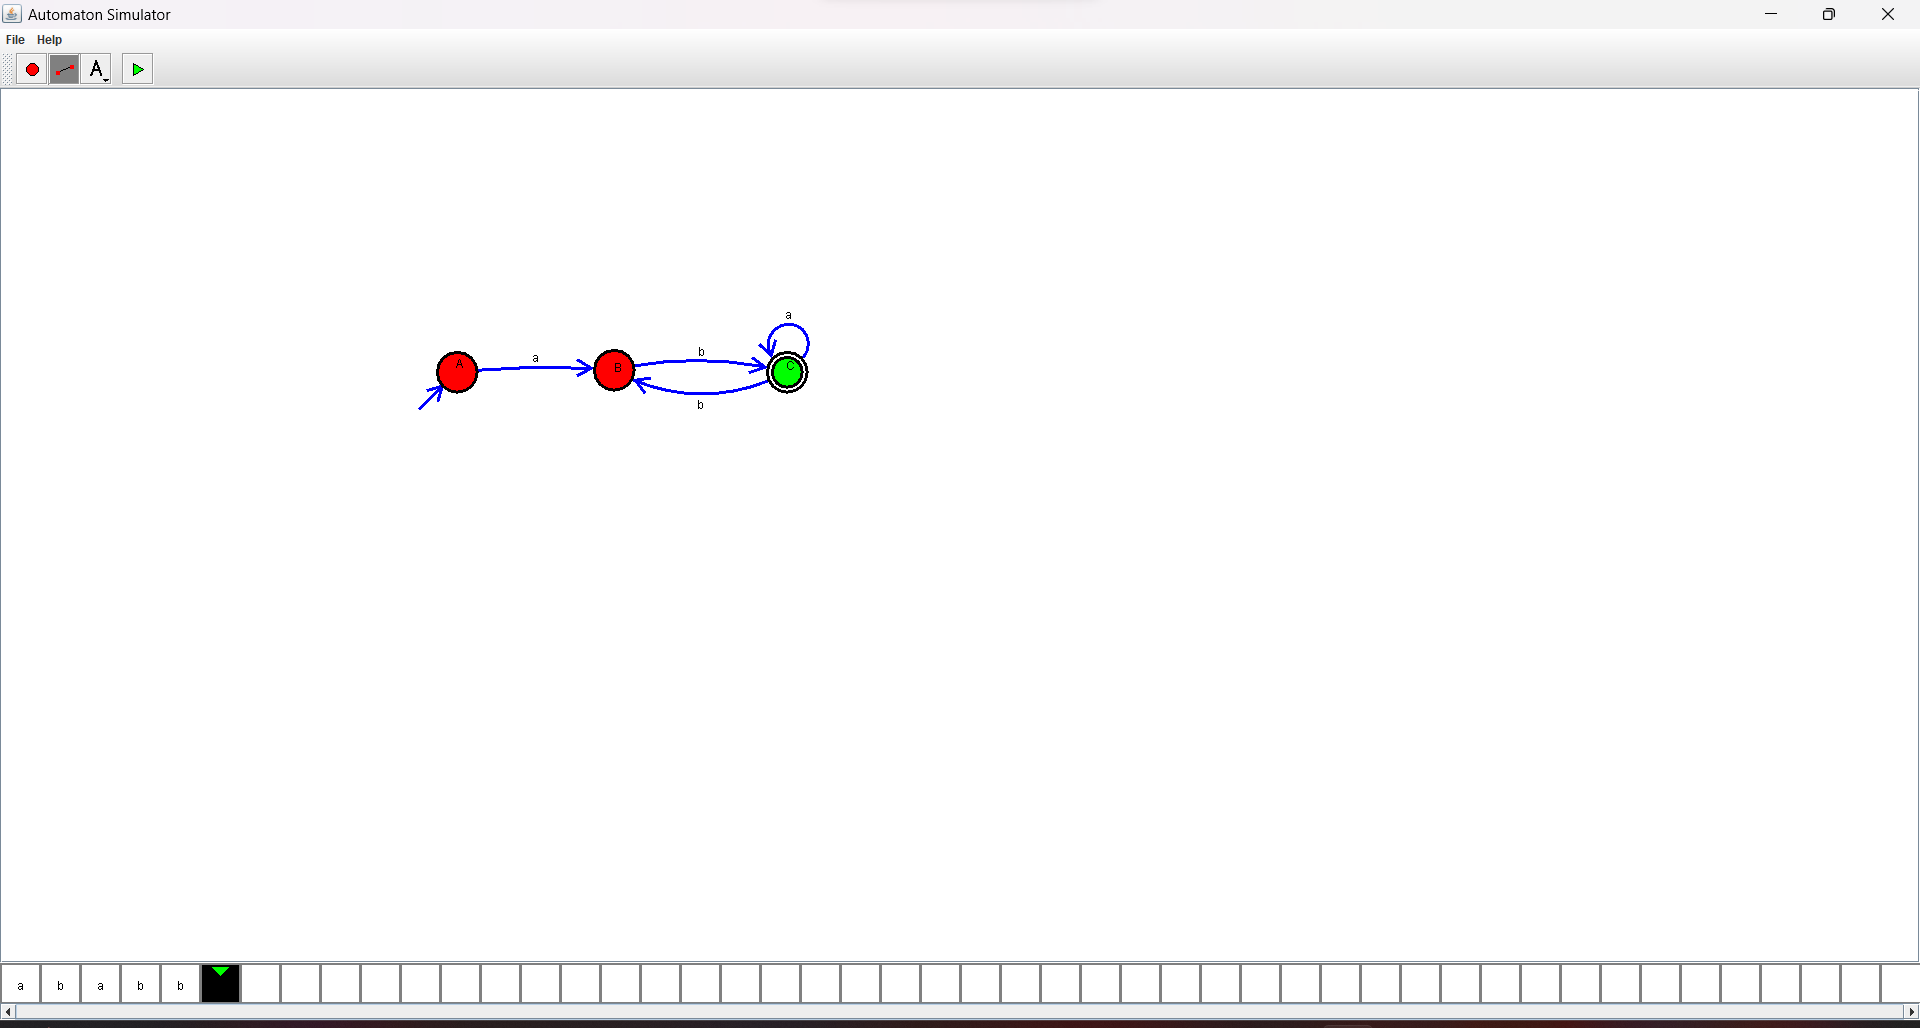 Automaton Simulator
File Help
A
a
a b
A B C
b
a b a b b